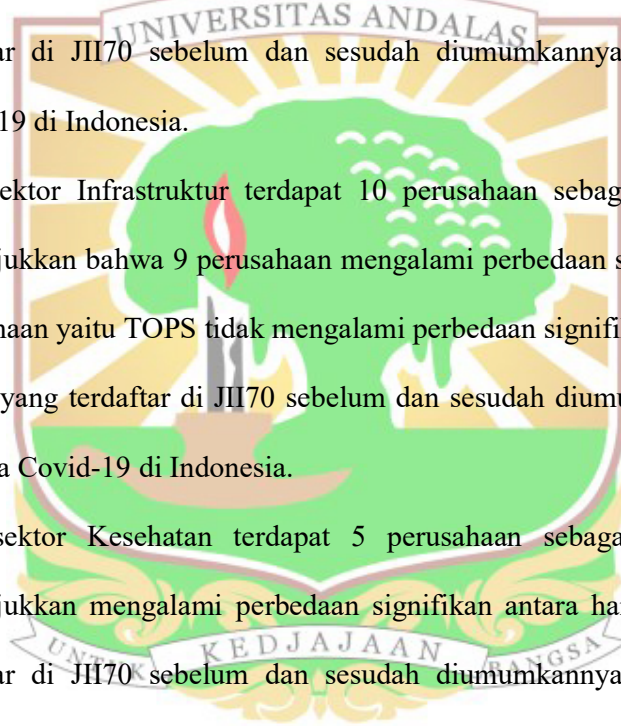 UNIVERSITAS ANDALAS
ar di JII70 sebelum dan sesudah diumumkannya
19 di Indonesia.
ektor Infrastruktur terdapat 10 perusahaan sebag
jukkan bahwa 9 perusahaan mengalami perbedaan s
haan yaitu TOPS tidak mengalami perbedaan signifi
yang terdaftar di JII70 sebelum dan sesudah diumu
a Covid-19 di Indonesia.
sektor Kesehatan terdapat 5 perusahaan sebaga
jukkan mengalami perbedaan signifikan antara har
ar di JII70 sebelum dan sesudah diumumkannya
UNTUK KEDJAJAAN BANGSA